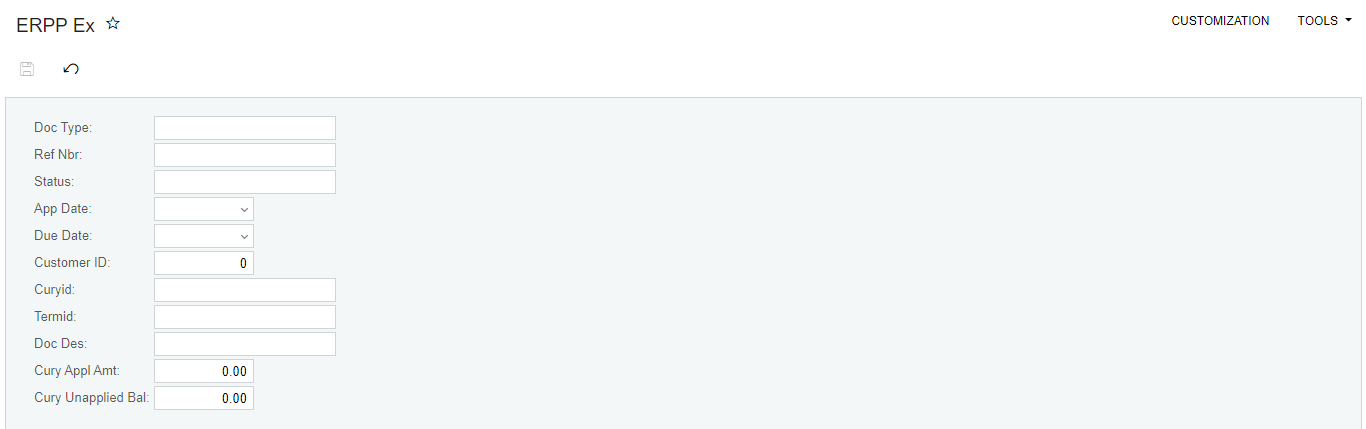 ERPP Ex
CUSTOMIZATION TOOLS
Doc Type:
Ref Nbr:
Status:
App Date:
Due Date:
Customer ID: 0
Curyid:
Termid:
Doc Des:
Cury Appl Amt: 0.00
Cury Unapplied Bal: 0.00